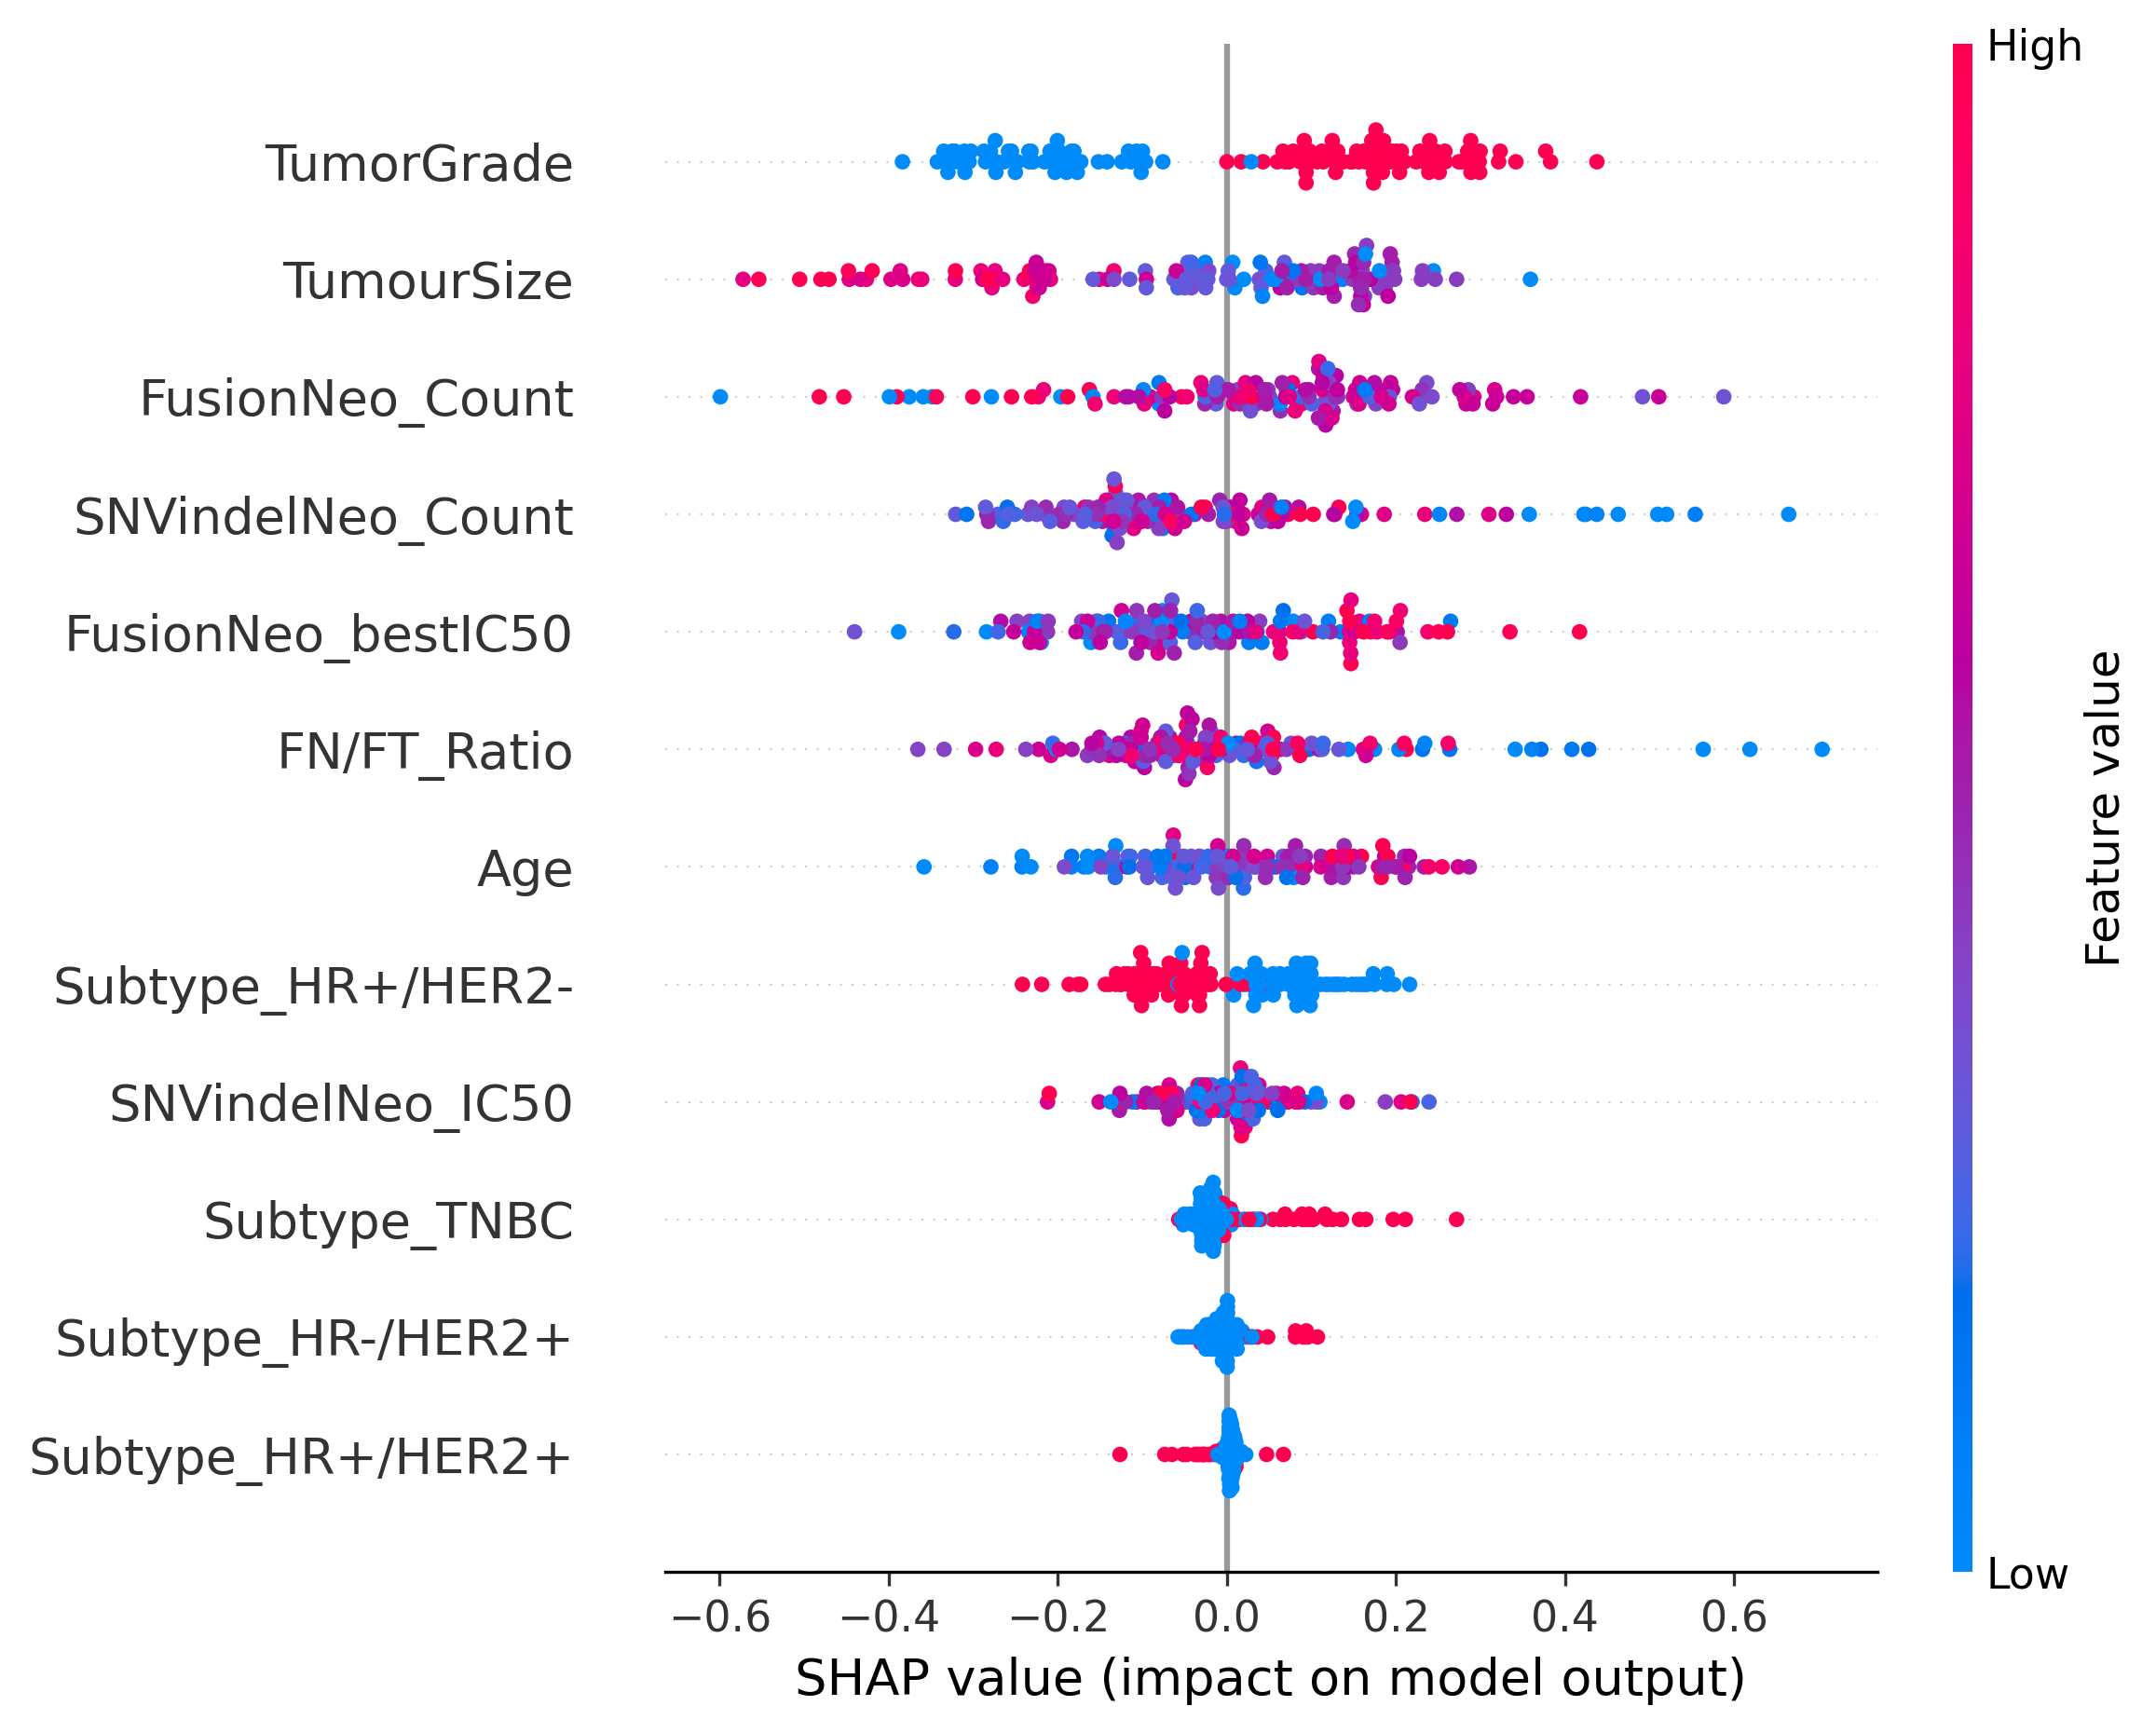 High
TumorGrade
TumourSize
FusionNeo_Count
SNVindelNeo_Count
FusionNeo_bestIC50
FN/FT_Ratio
Age
Subtype_HR+/HER2-
SNVindelNeo_IC50
Subtype_TNBC
Subtype_HR-/HER2+
Subtype_HR+/HER2+
Feature value
Low
−0.6 −0.4 −0.2 0.0 0.2 0.4 0.6
SHAP value (impact on model output)